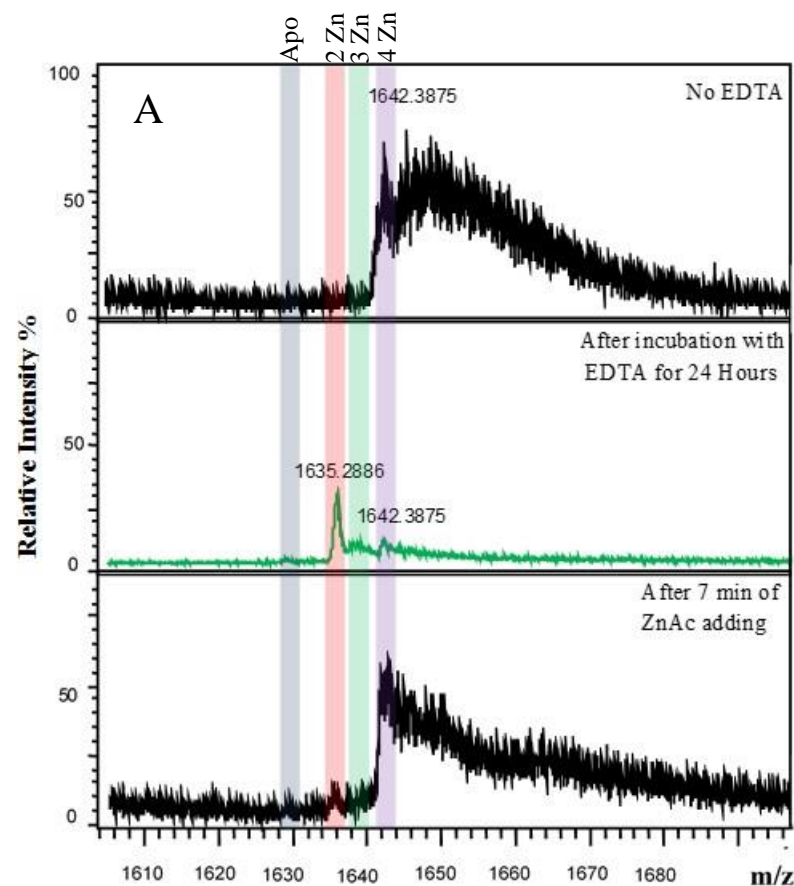 Apo
2 Zn
3 Zn
4 Zn
A
1642.3875
No EDTA
100
50
0
After incubation with
EDTA for 24 Hours
1635.2886
1642.3875
50
0
After 7 min of
ZnAc adding
50
0
Relative Intensity %
1610 1620 1630 1640 1650 1660 1670 1680 m/z